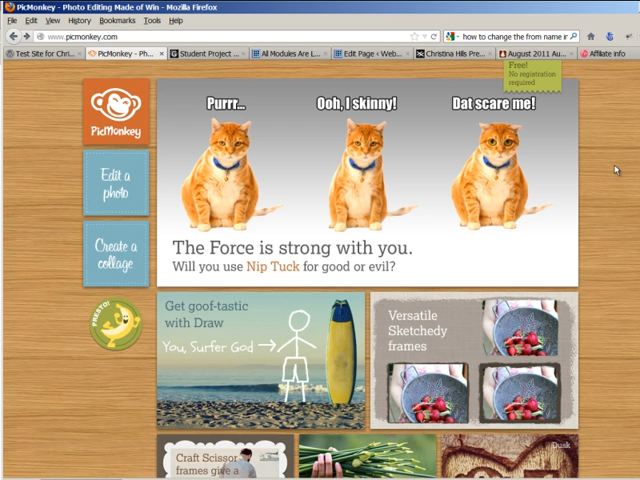 PicMonkey - Photo Editing Made of Win - Mozilla Firefox
File Edit View History Bookmarks Tools Help
www.picmonkey.com
how to change the from name ir
Test Site for Chri...
PicMonkey - Ph...
Student Project ...
All Modules Are L...
Edit Page ‹ Web...
Christina Hills Pre...
August 2011 Au...
Affiliate info
Free!
No registration
required
PicMonkey
Edit a
photo
Create a
collage
PRESTO!
Purrr...
Ooh, I skinny!
Dat scare me!
The Force is strong with you.
Will you use Nip Tuck for good or evil?
Get goof-tastic
with Draw
You, Surfer God
Versatile
Sketchedy
frames
Craft Scissor
frames give a
Dusk